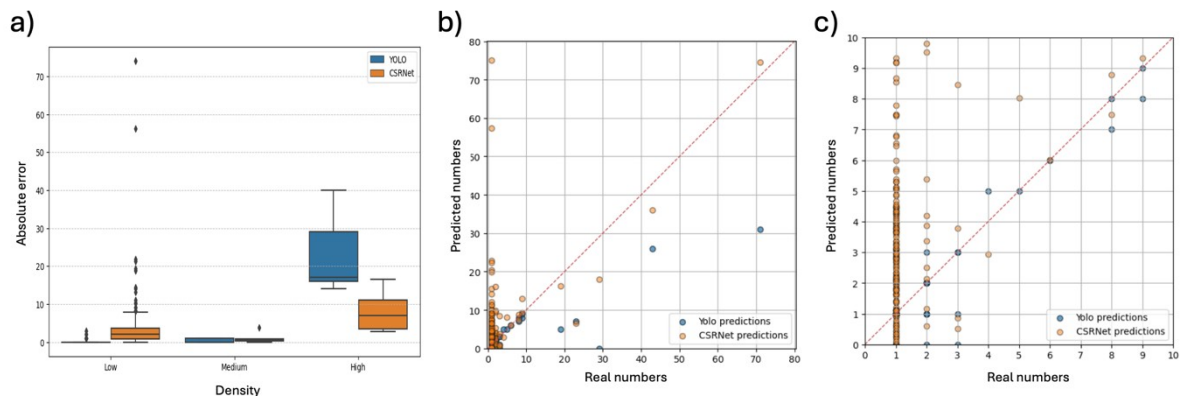 a)
YOLO
CSRNet
70
60
50
40
30
20
10
0
Absolute error
Low
Medium
High
Density
b)
80
70
60
50
40
30
20
10
0
Predicted numbers
Yolo predictions
CSRNet predictions
0 10 20 30 40 50 60 70 80
Real numbers
c)
10
9
8
7
6
5
4
3
2
1
0
Predicted numbers
Yolo predictions
CSRNet predictions
0 1 2 3 4 5 6 7 8 9 10
Real numbers